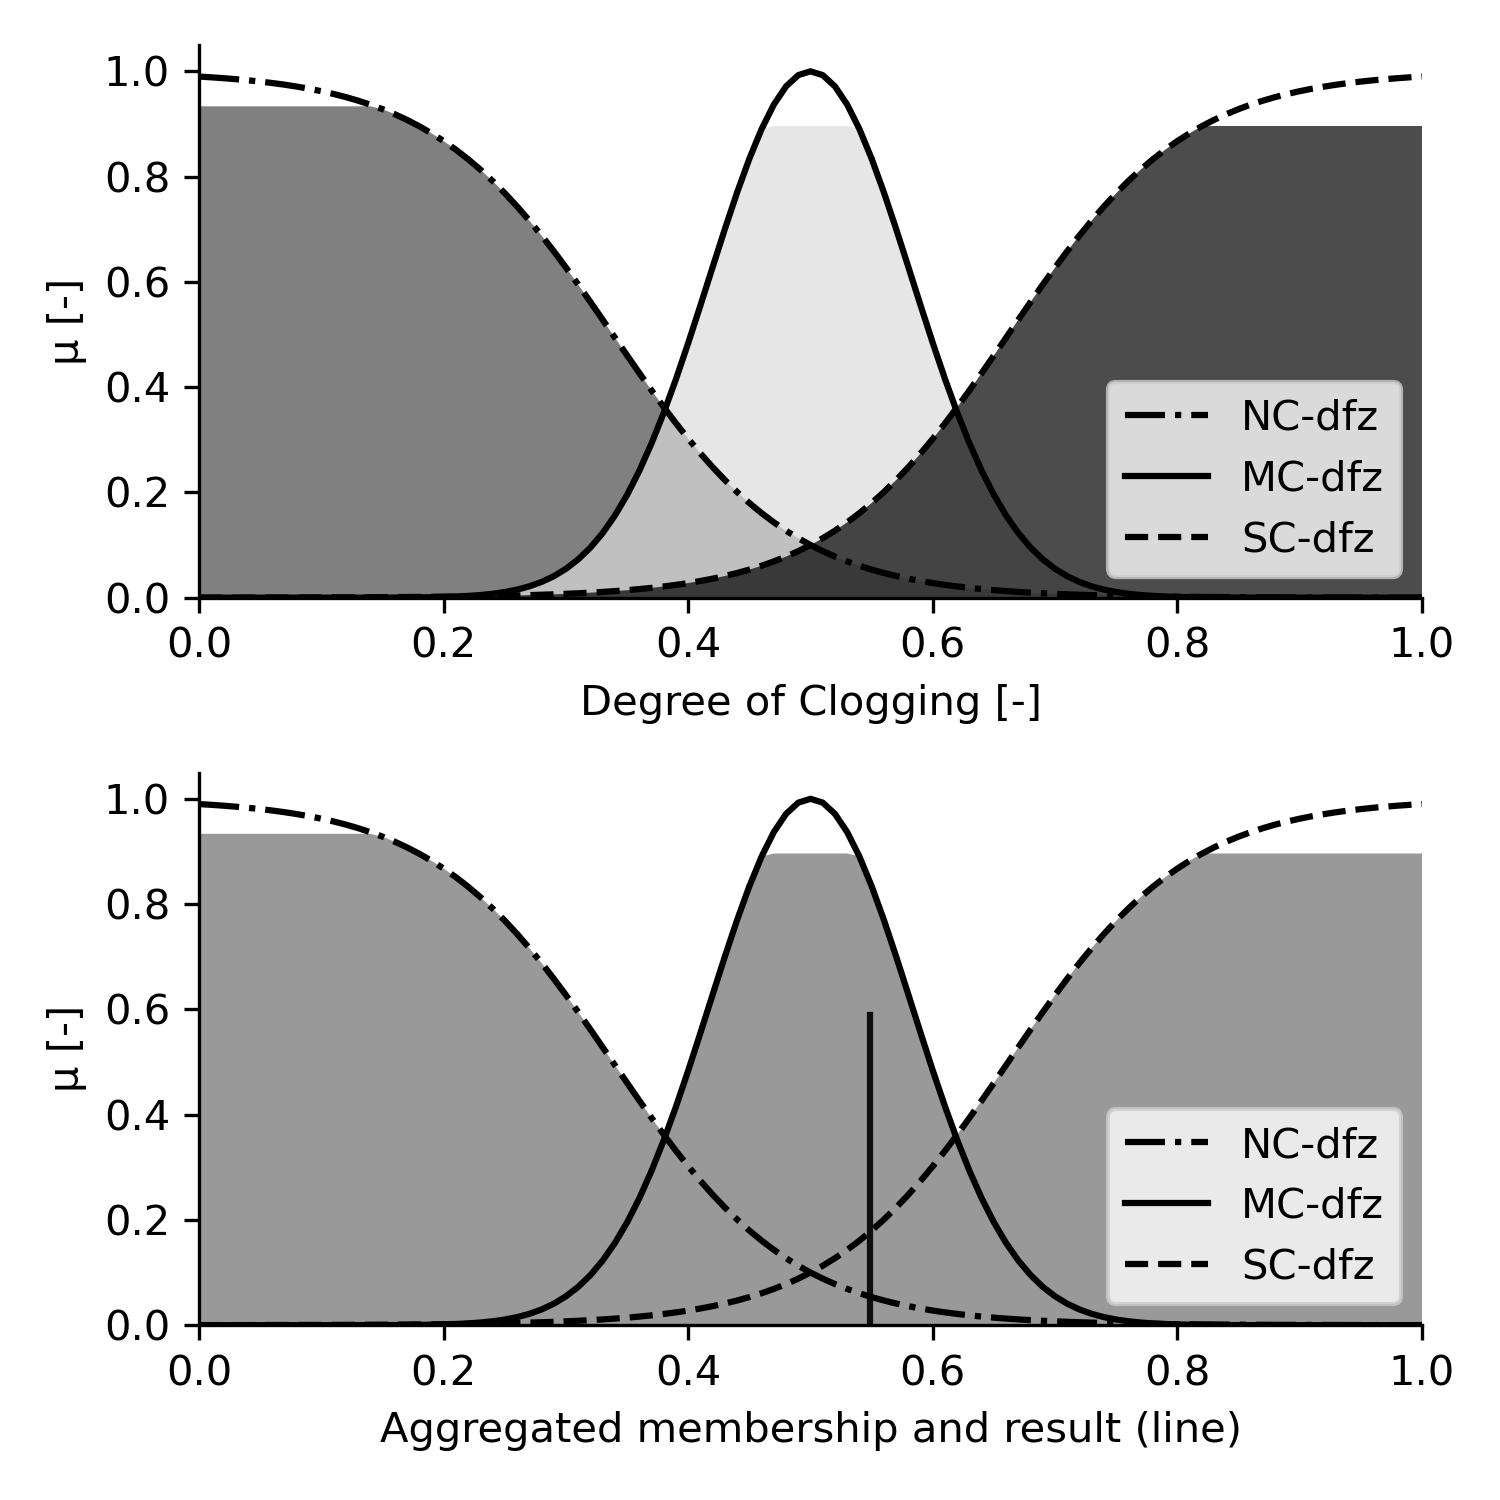 1.0
0.8
0.6
0.4
0.2
0.0
μ [-]
NC-dfz
MC-dfz
SC-dfz
0.0 0.2 0.4 0.6 0.8 1.0
Degree of Clogging [-]
1.0
0.8
0.6
0.4
0.2
0.0
μ [-]
NC-dfz
MC-dfz
SC-dfz
0.0 0.2 0.4 0.6 0.8 1.0
Aggregated membership and result (line)